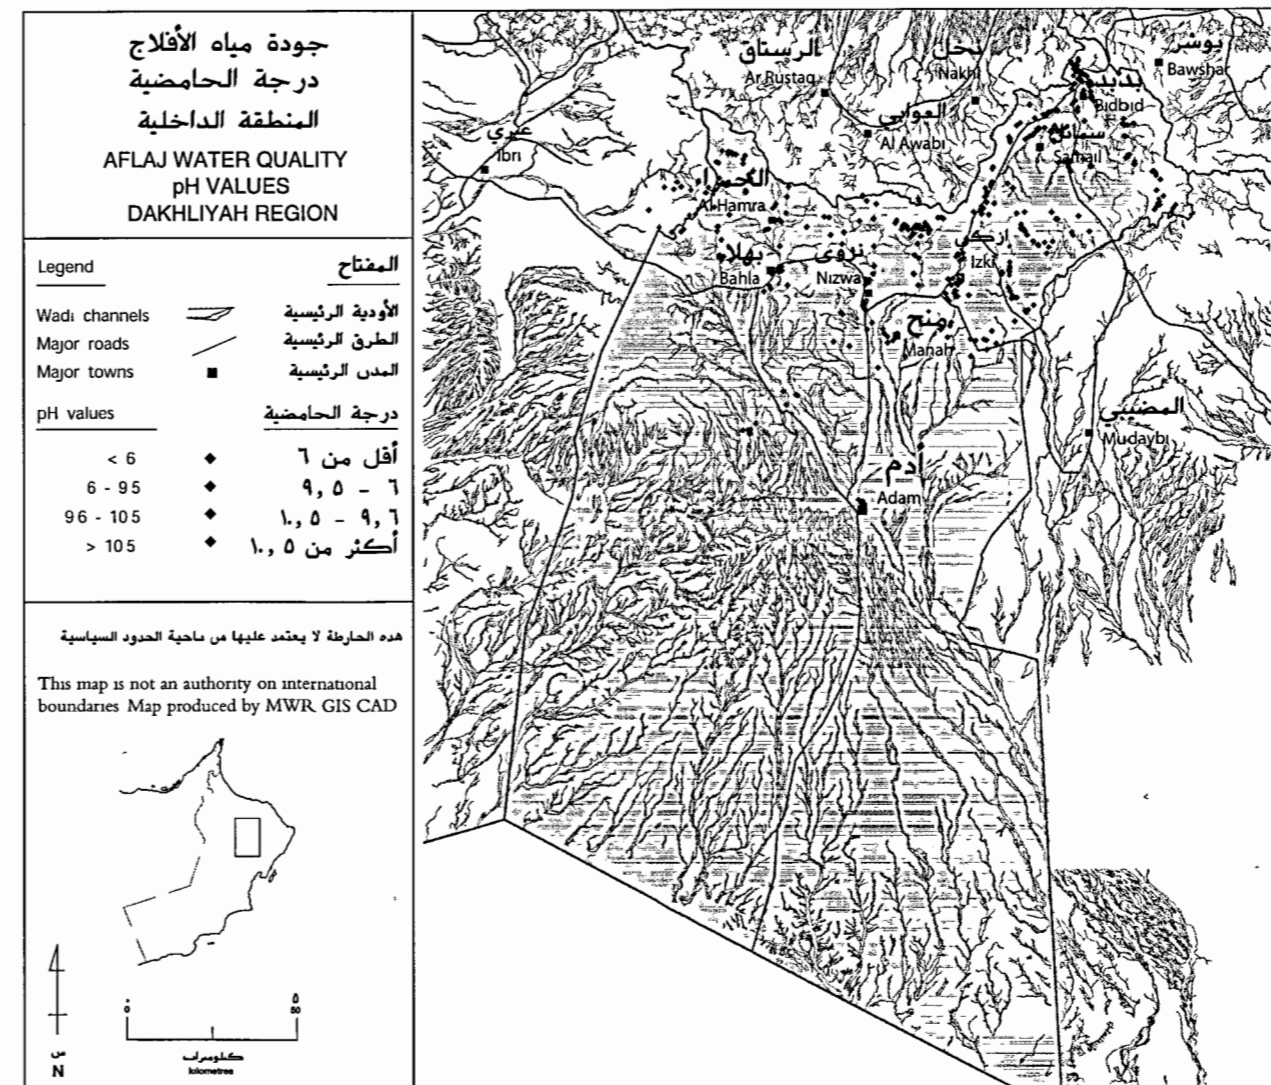 جودة مياه الأفلاج
درجة الحامضية
المنطقة الداخلية
AFLAJ WATER QUALITY
pH VALUES
DAKHLIYAH REGION
Legend المفتاح
Wadi channels الأودية الرئيسية
Major roads الطرق الرئيسية
Major towns المدن الرئيسية
pH values درجة الحامضية
< 6 أقل من ٦
6 - 95 ٦ - ٩,٥
96 - 105 ٩,٦ - ١٠,٥
> 105 أكثر من ١٠,٥
هذه الخارطة لا يعتمد عليها من ناحية الحدود السياسية
This map is not an authority on international
boundaries Map produced by MWR GIS CAD
س
N
٠ ٥
0 50
كيلومترات
kilometres
الرستاق
Ar Rustaq
نخل
Nakhl
بوشر
Bawshar
بدبد
Bidbid
العوابي
Al Awabi
سمائل
Samail
عبري
Ibri
الحمراء
Al Hamra
بهلا
Bahla
نزوى
Nizwa
ازكي
Izki
منح
Manah
المضيبي
Mudaybi
أدم
Adam